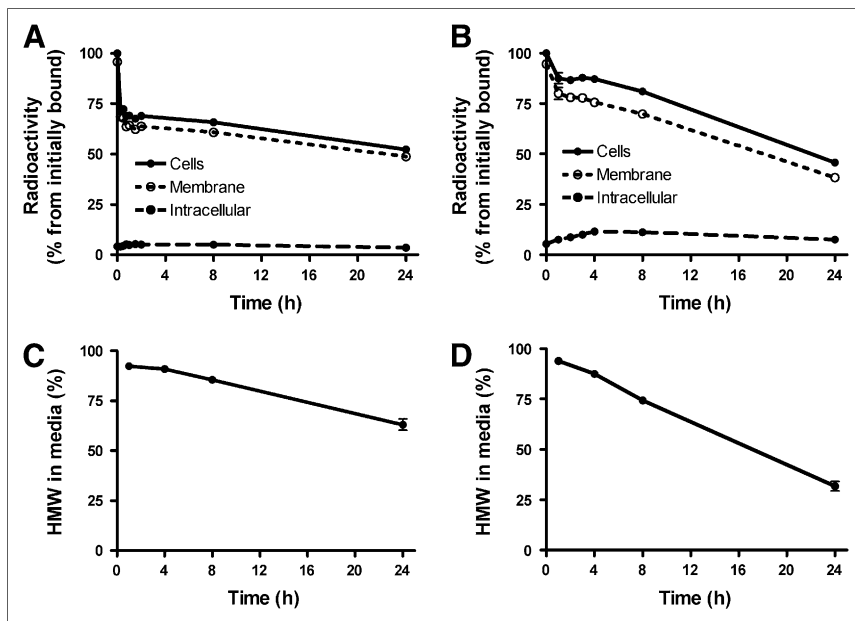 A
Radioactivity
(% from initially bound)
100
75
50
25
0
Cells
Membrane
Intracellular
0 4 8 12 16 20 24
Time (h)
B
Radioactivity
(% from initially bound)
100
75
50
25
0
Cells
Membrane
Intracellular
0 4 8 12 16 20 24
Time (h)
C
HMW in media (%)
100
75
50
25
0
0 4 8 12 16 20 24
Time (h)
D
HMW in media (%)
100
75
50
25
0
0 4 8 12 16 20 24
Time (h)